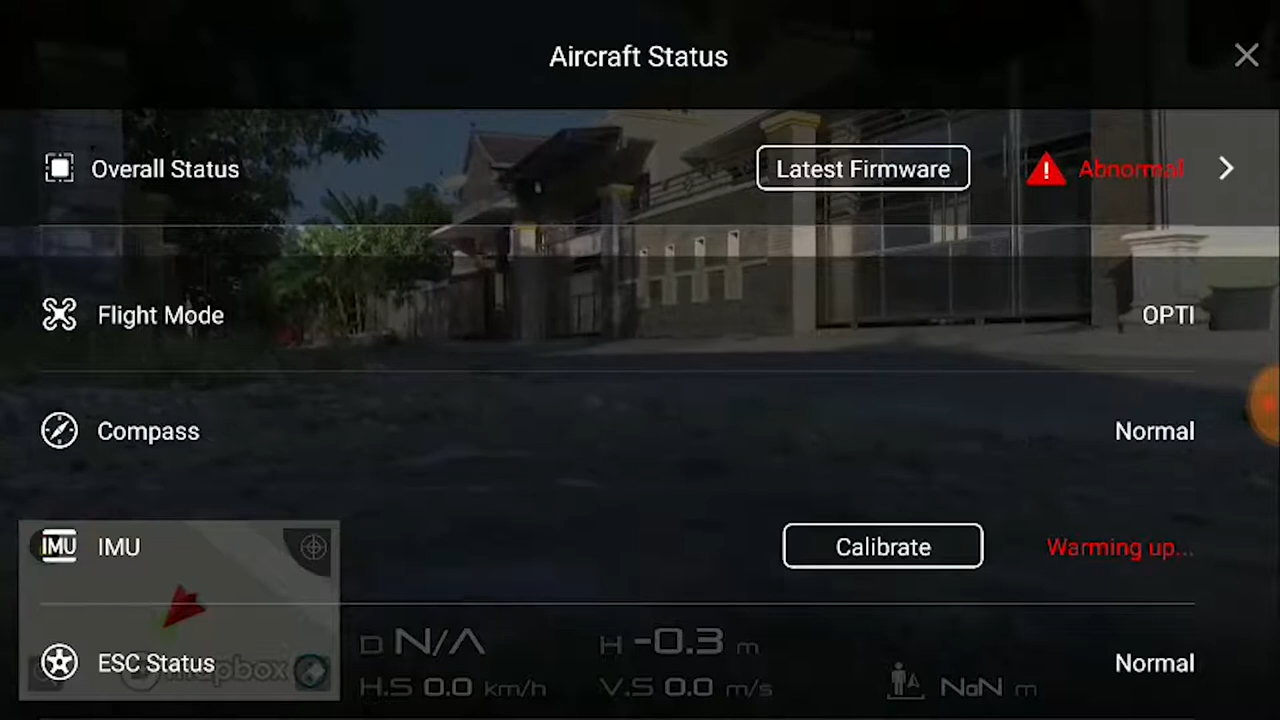 Aircraft Status
Overall Status Latest Firmware Abnormal
Flight Mode OPTI
Compass Normal
IMU IMU Calibrate Warming up...
ESC Status Normal
mapbox
D N/A H -0.3 m
H.S 0.0 km/h V.S 0.0 m/s NaN m